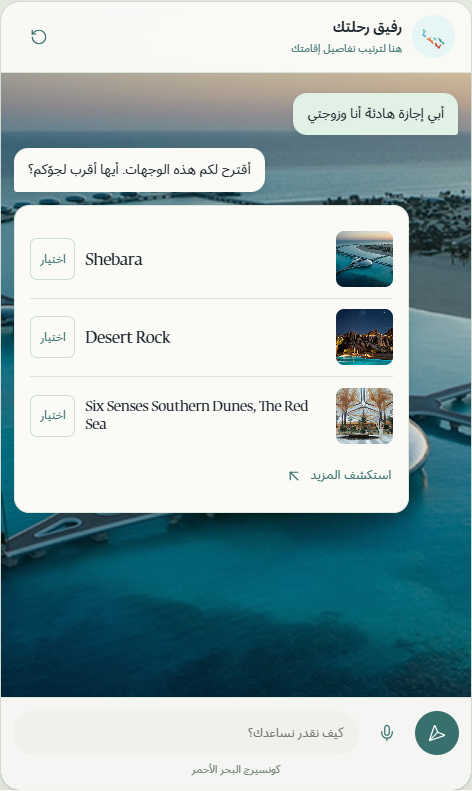 رفيق رحلتك
هنا لترتيب تفاصيل إقامتك
أبي إجازة هادئة أنا وزوجتي
أقترح لكم هذه الوجهات. أيها أقرب لجوّكم؟
Shebara
اختيار
Desert Rock
اختيار
Six Senses Southern Dunes, The Red
Sea
اختيار
استكشف المزيد
كيف نقدر نساعدك؟
كونسيرج البحر الأحمر